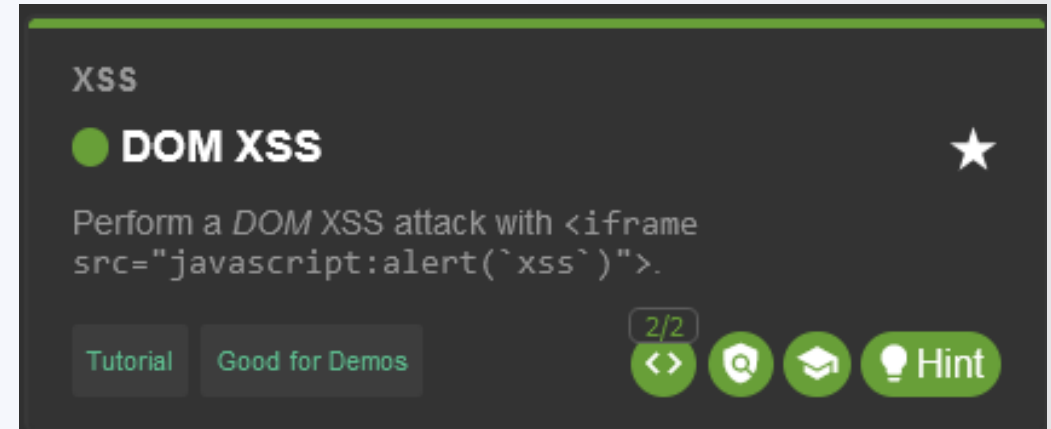 XSS
DOM XSS
Perform a DOM XSS attack with <iframe
src="javascript:alert(`xss`)">.
2/2
Tutorial Good for Demos <> Hint